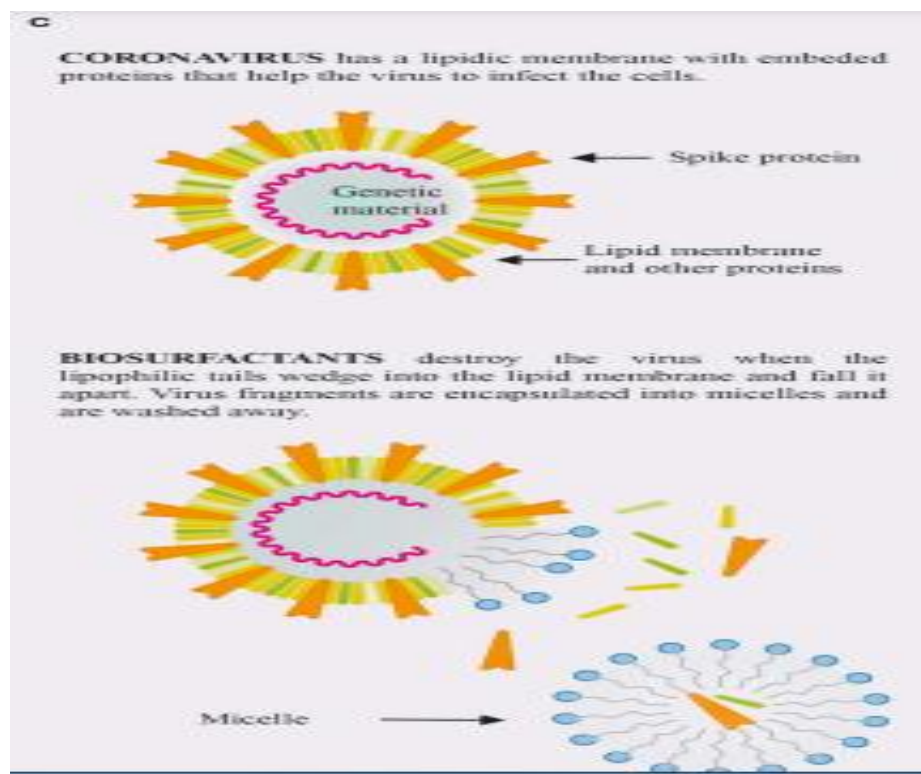 C
CORONAVIRUS has a lipidic membrane with embeded
proteins that help the virus to infect the cells.
Spike protein
Genetic
material
Lipid membrane
and other proteins
BIOSURFACTANTS destroy the virus when the
lipophilic tails wedge into the lipid membrane and fall it
apart. Virus fragments are encapsulated into micelles and
are washed away.
Micelle